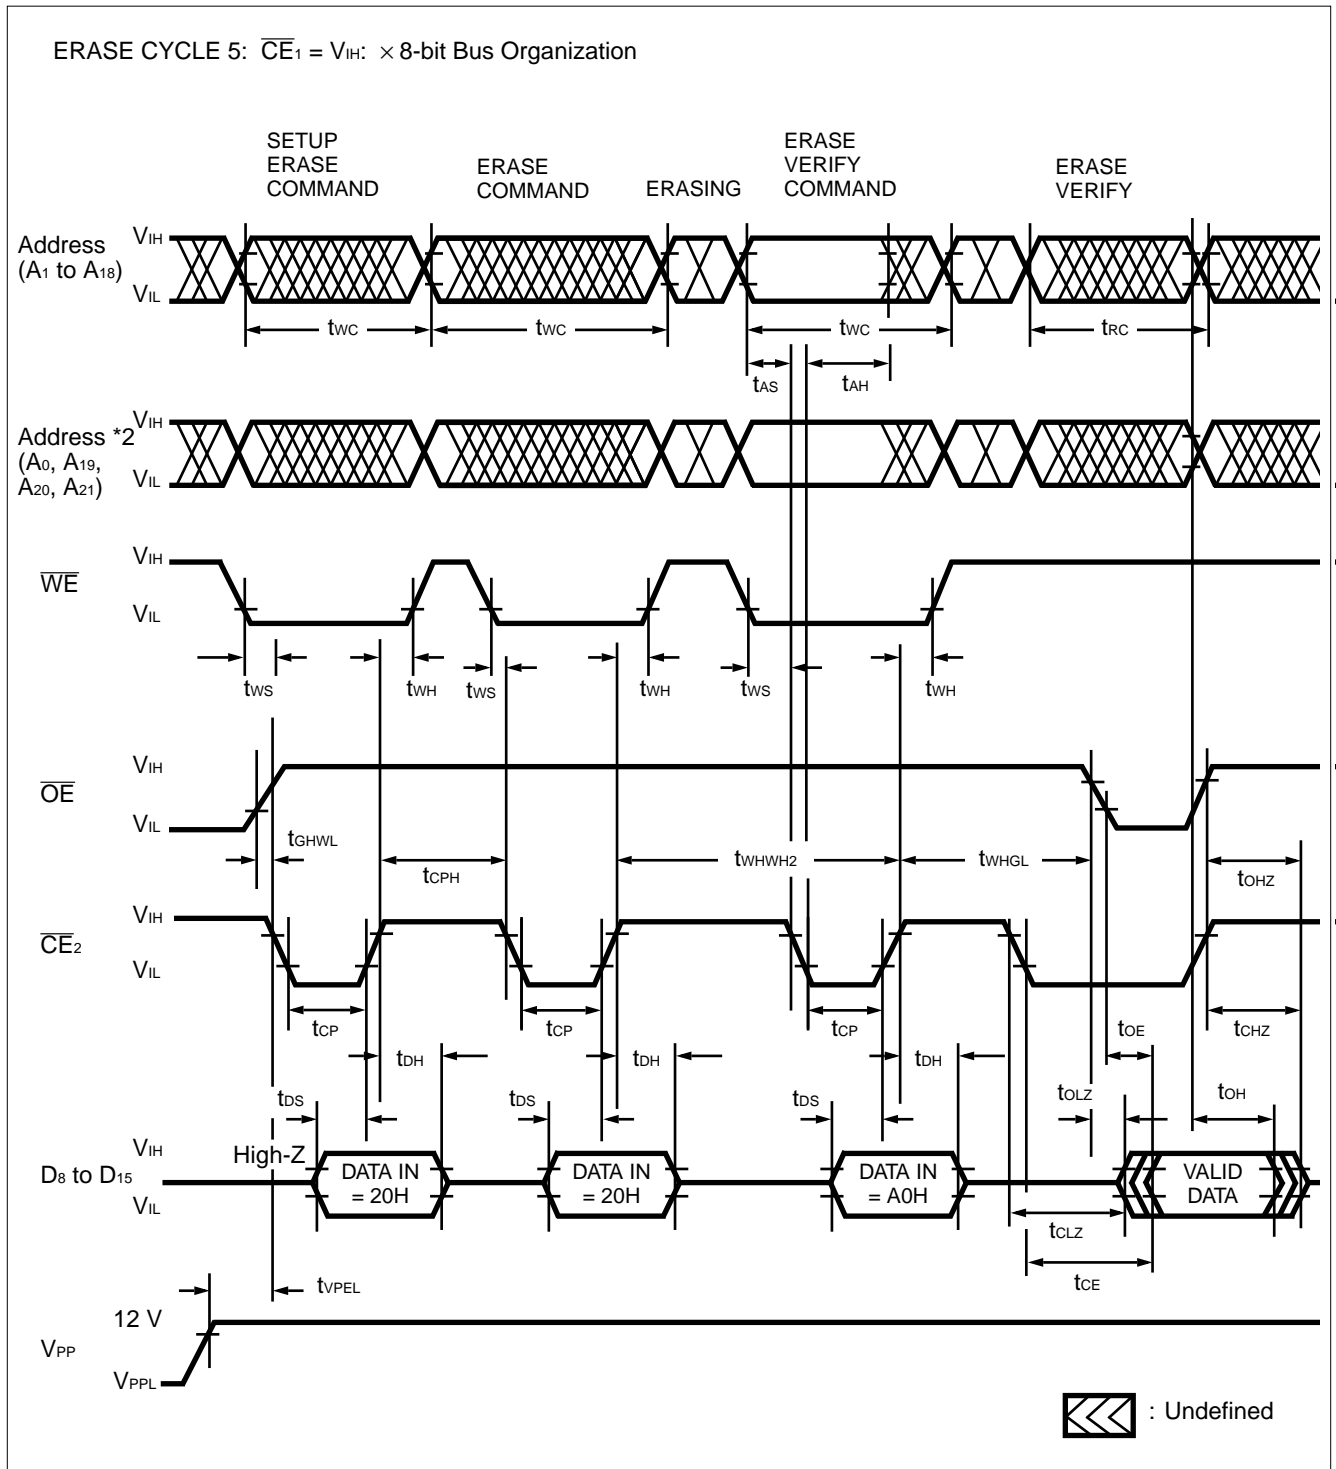 ERASE CYCLE 5: CE1 = VIH: × 8-bit Bus Organization
SETUP
ERASE
COMMAND
ERASE
COMMAND
ERASING
ERASE
VERIFY
COMMAND
ERASE
VERIFY
Address
(A1 to A18)
VIH
VIL
tWC
tWC
tWC
tRC
tAS
tAH
Address *2
(A0, A19,
A20, A21)
VIH
VIL
WE
VIH
VIL
tWS
tWH
tWS
tWH
tWS
tWH
OE
VIH
VIL
tGHWL
tCPH
tWHWH2
tWHGL
tOHZ
CE2
VIH
VIL
tCP
tCP
tCP
tOE
tCHZ
tDH
tDH
tDH
tDS
tDS
tDS
tOLZ
tOH
D8 to D15
VIH
VIL
High-Z
DATA IN
= 20H
DATA IN
= 20H
DATA IN
= A0H
VALID
DATA
tCLZ
tCE
tVPEL
VPP
12 V
VPPL
: Undefined